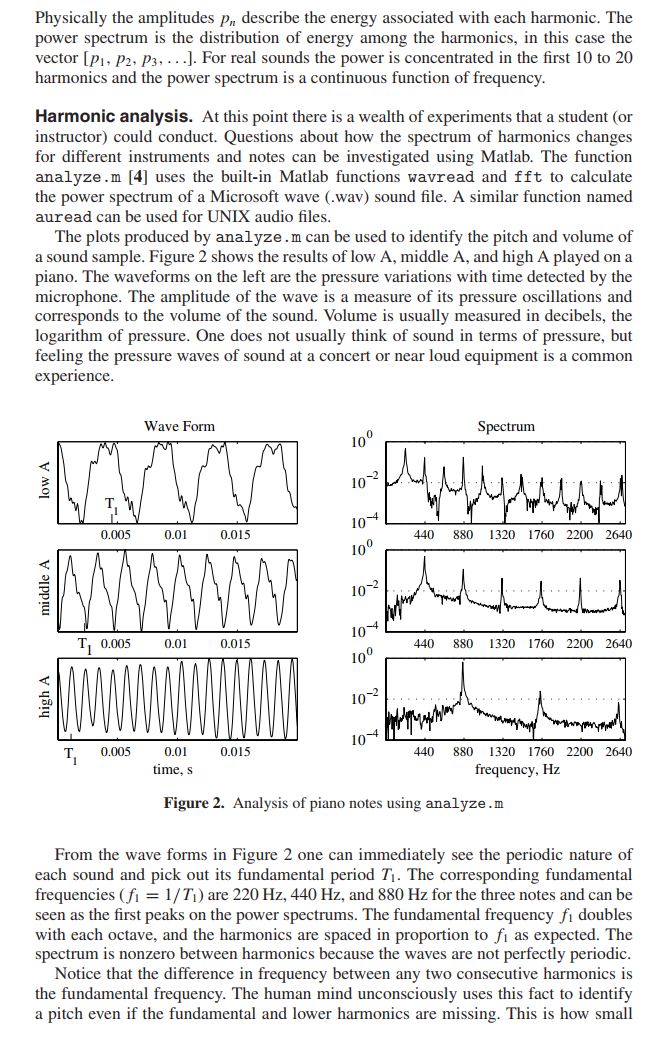 Physically the amplitudes pn describe the energy associated with each harmonic. The
power spectrum is the distribution of energy among the harmonics, in this case the
vector [p1, p2, p3, . . .]. For real sounds the power is concentrated in the first 10 to 20
harmonics and the power spectrum is a continuous function of frequency.
Harmonic analysis. At this point there is a wealth of experiments that a student (or
instructor) could conduct. Questions about how the spectrum of harmonics changes
for different instruments and notes can be investigated using Matlab. The function
analyze.m [4] uses the built-in Matlab functions wavread and fft to calculate
the power spectrum of a Microsoft wave (.wav) sound file. A similar function named
auread can be used for UNIX audio files.
The plots produced by analyze.m can be used to identify the pitch and volume of
a sound sample. Figure 2 shows the results of low A, middle A, and high A played on a
piano. The waveforms on the left are the pressure variations with time detected by the
microphone. The amplitude of the wave is a measure of its pressure oscillations and
corresponds to the volume of the sound. Volume is usually measured in decibels, the
logarithm of pressure. One does not usually think of sound in terms of pressure, but
feeling the pressure waves of sound at a concert or near loud equipment is a common
experience.
Wave Form
low A
T1
0.005 0.01 0.015
middle A
T1 0.005 0.01 0.015
high A
T1 0.005 0.01 0.015
time, s
Spectrum
10^0
10^-2
10^-4
440 880 1320 1760 2200 2640
10^0
10^-2
10^-4
440 880 1320 1760 2200 2640
10^0
10^-2
10^-4
440 880 1320 1760 2200 2640
frequency, Hz
Figure 2. Analysis of piano notes using analyze.m
From the wave forms in Figure 2 one can immediately see the periodic nature of
each sound and pick out its fundamental period T1. The corresponding fundamental
frequencies (f1 = 1/T1) are 220 Hz, 440 Hz, and 880 Hz for the three notes and can be
seen as the first peaks on the power spectrums. The fundamental frequency f1 doubles
with each octave, and the harmonics are spaced in proportion to f1 as expected. The
spectrum is nonzero between harmonics because the waves are not perfectly periodic.
Notice that the difference in frequency between any two consecutive harmonics is
the fundamental frequency. The human mind unconsciously uses this fact to identify
a pitch even if the fundamental and lower harmonics are missing. This is how small